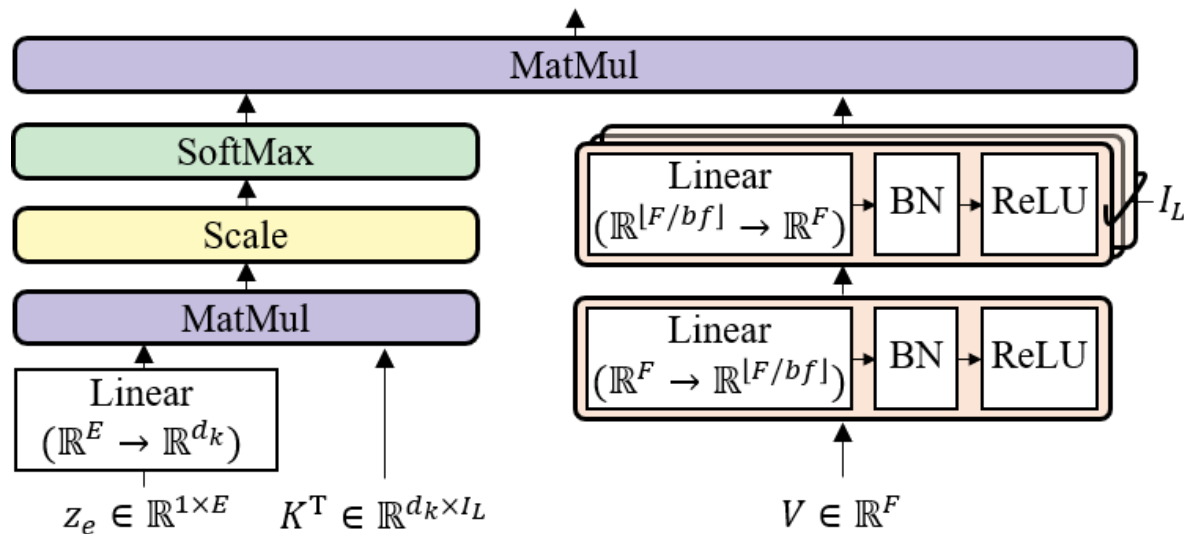 MatMul
SoftMax
Scale
MatMul
Linear
(ℝ^E → ℝ^{d_k})
z_e ∈ ℝ^{1×E}
K^T ∈ ℝ^{d_k×I_L}
Linear
(ℝ^{⌊F/bf⌋} → ℝ^F)
BN
ReLU
I_L
Linear
(ℝ^F → ℝ^{⌊F/bf⌋})
BN
ReLU
V ∈ ℝ^F